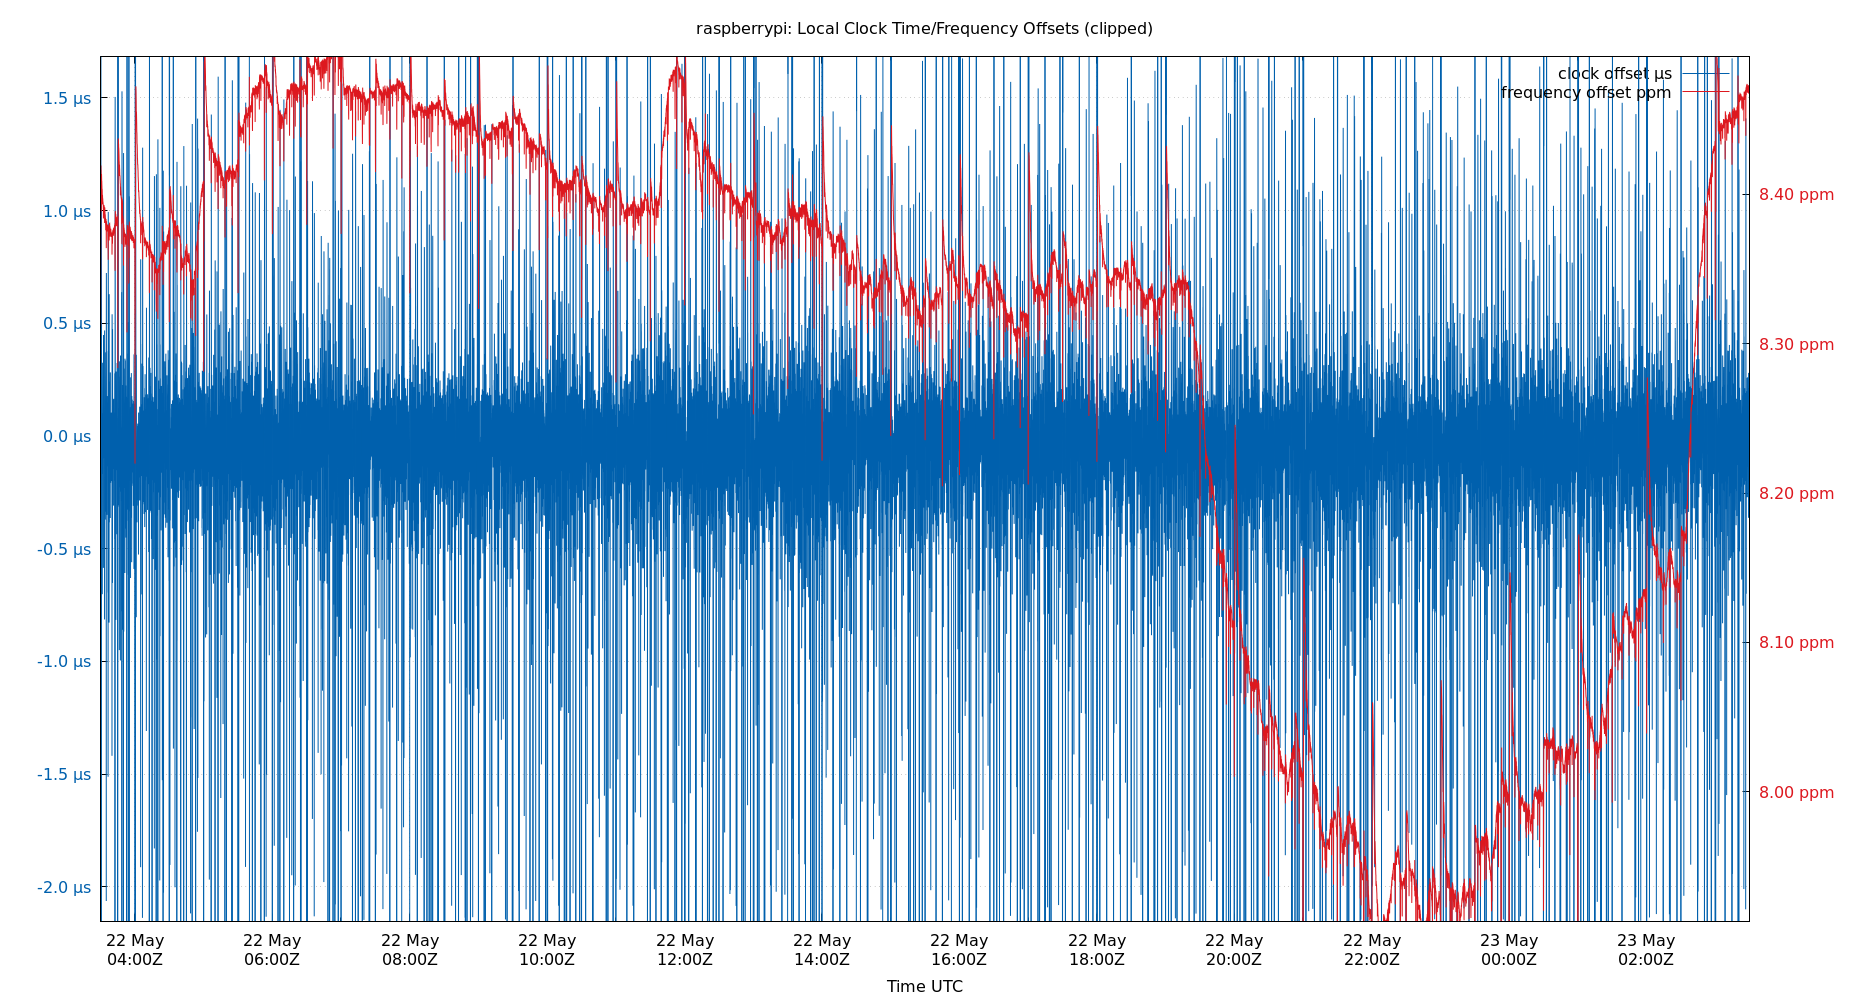 raspberrypi: Local Clock Time/Frequency Offsets (clipped)
clock offset µs
frequency offset ppm
1.5 µs
1.0 µs
0.5 µs
0.0 µs
-0.5 µs
-1.0 µs
-1.5 µs
-2.0 µs
8.40 ppm
8.30 ppm
8.20 ppm
8.10 ppm
8.00 ppm
22 May 22 May 22 May 22 May 22 May 22 May 22 May 22 May 22 May 22 May 23 May 23 May
04:00Z 06:00Z 08:00Z 10:00Z 12:00Z 14:00Z 16:00Z 18:00Z 20:00Z 22:00Z 00:00Z 02:00Z
Time UTC